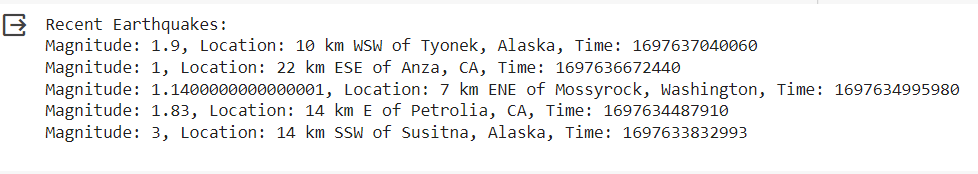 Recent Earthquakes:
Magnitude: 1.9, Location: 10 km WSW of Tyonek, Alaska, Time: 1697637040060
Magnitude: 1, Location: 22 km ESE of Anza, CA, Time: 1697636672440
Magnitude: 1.1400000000000001, Location: 7 km ENE of Mossyrock, Washington, Time: 1697634995980
Magnitude: 1.83, Location: 14 km E of Petrolia, CA, Time: 1697634487910
Magnitude: 3, Location: 14 km SSW of Susitna, Alaska, Time: 1697633832993